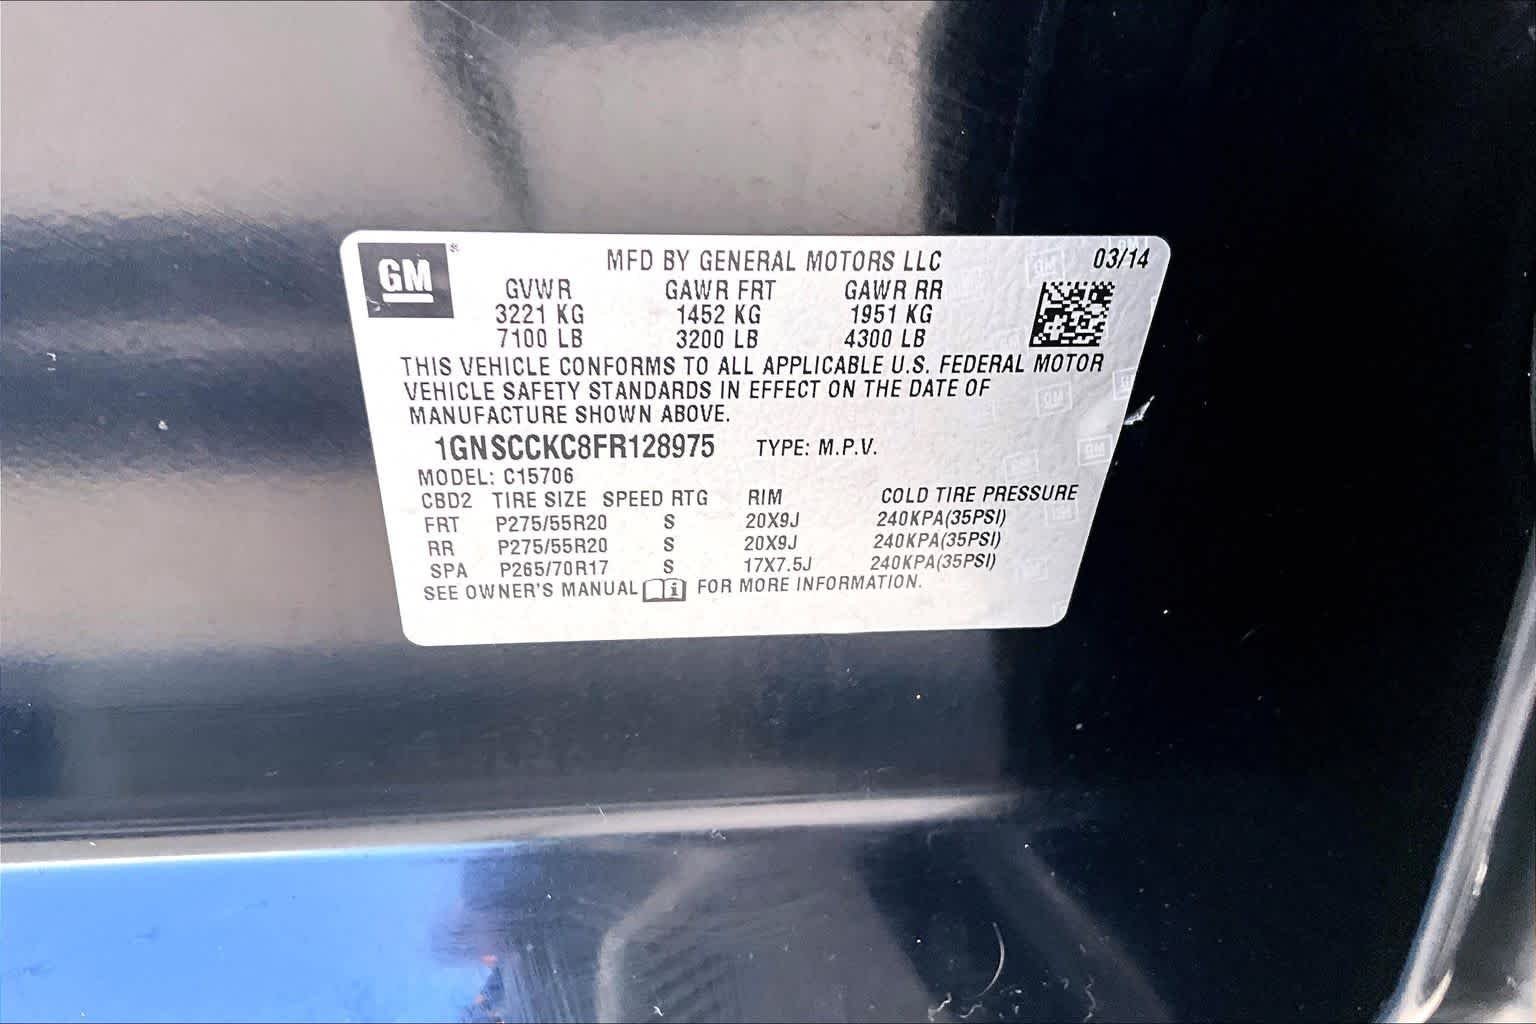 GM®
MFD BY GENERAL MOTORS LLC 03/14
GVWR GAWR FRT GAWR RR
3221 KG 1452 KG 1951 KG
7100 LB 3200 LB 4300 LB
THIS VEHICLE CONFORMS TO ALL APPLICABLE U.S. FEDERAL MOTOR
VEHICLE SAFETY STANDARDS IN EFFECT ON THE DATE OF
MANUFACTURE SHOWN ABOVE.
1GNSCCKC8FR128975 TYPE: M.P.V.
MODEL: C15706
CBD2 TIRE SIZE SPEED RTG RIM COLD TIRE PRESSURE
FRT P275/55R20 S 20X9J 240KPA(35PSI)
RR P275/55R20 S 20X9J 240KPA(35PSI)
SPA P265/70R17 S 17X7.5J 240KPA(35PSI)
SEE OWNER'S MANUAL i FOR MORE INFORMATION.